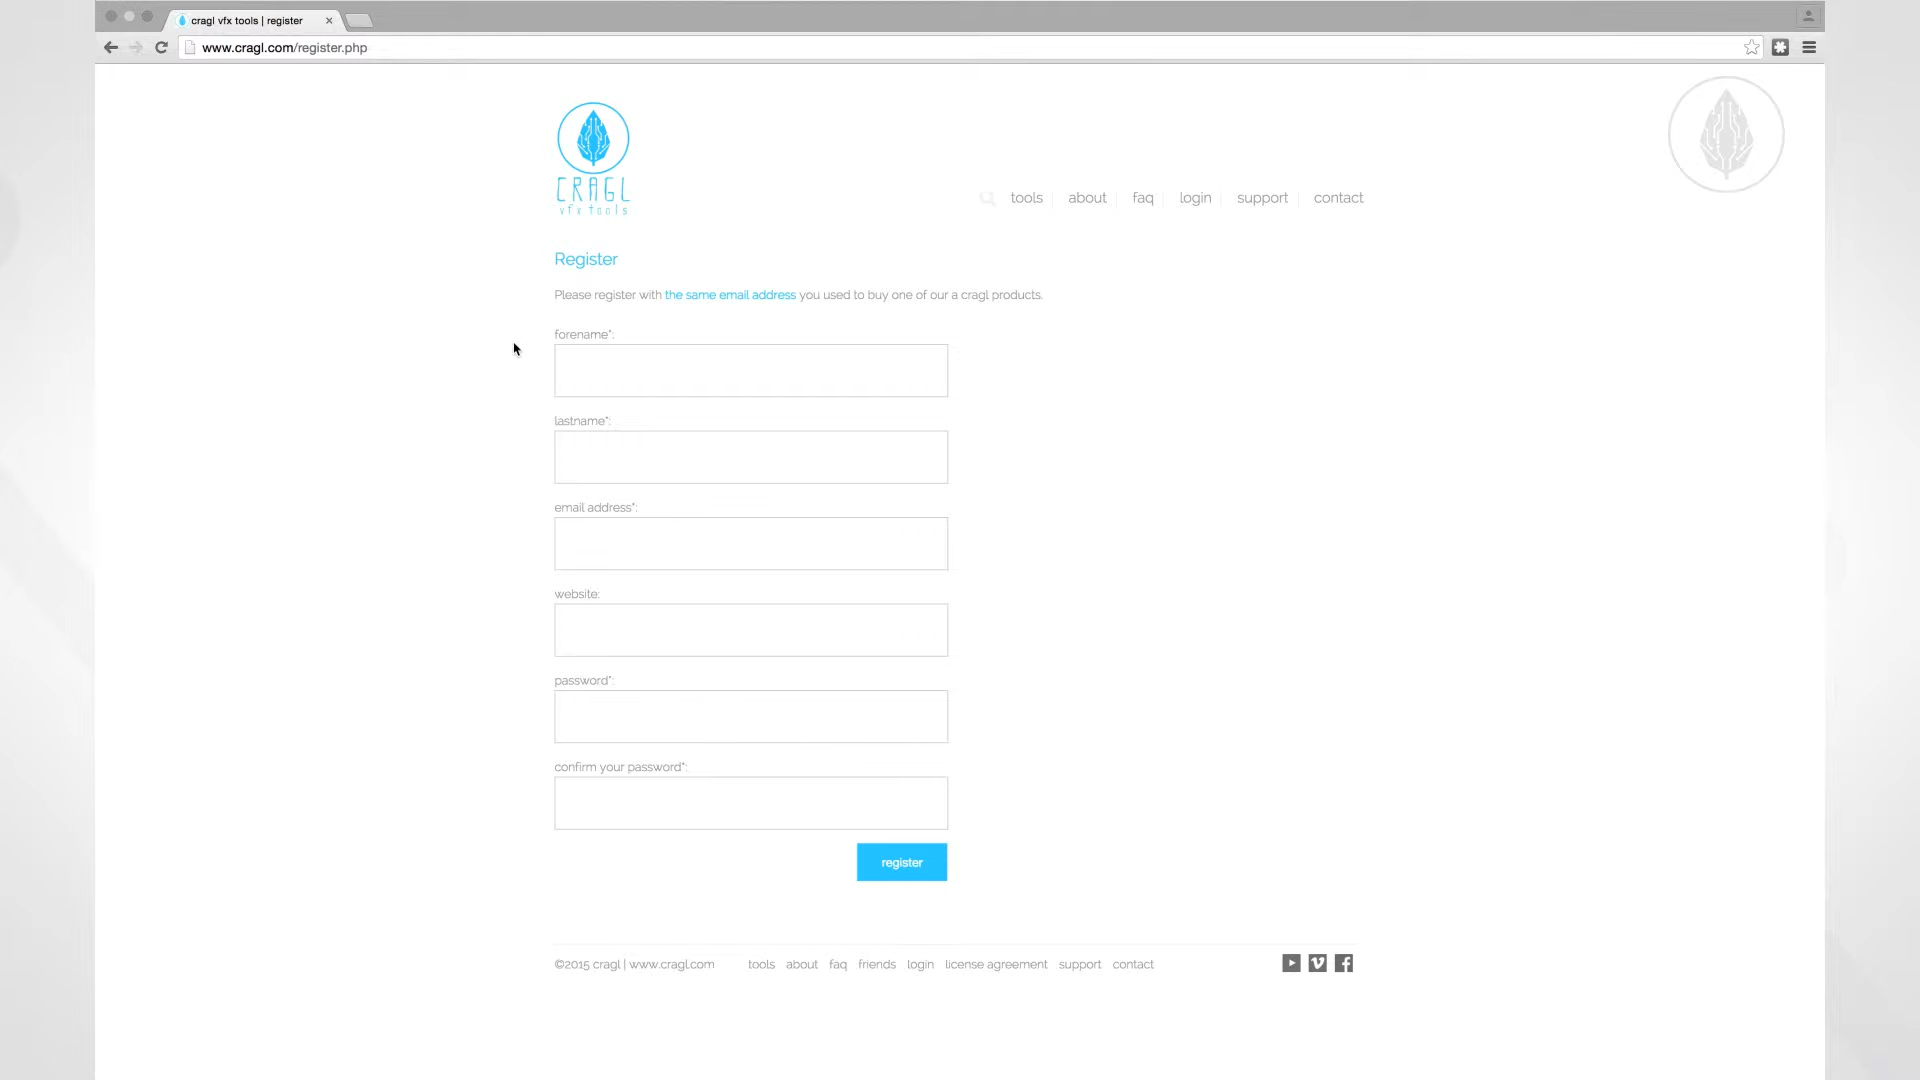 cragl vfx tools | register
www.cragl.com/register.php
CRAGL
vfx tools
tools about faq login support contact
Register
Please register with the same email address you used to buy one of our a cragl products.
forename*:
lastname*:
email address*:
website:
password*:
confirm your password*:
register
©2015 cragl | www.cragl.com tools about faq friends login license agreement support contact